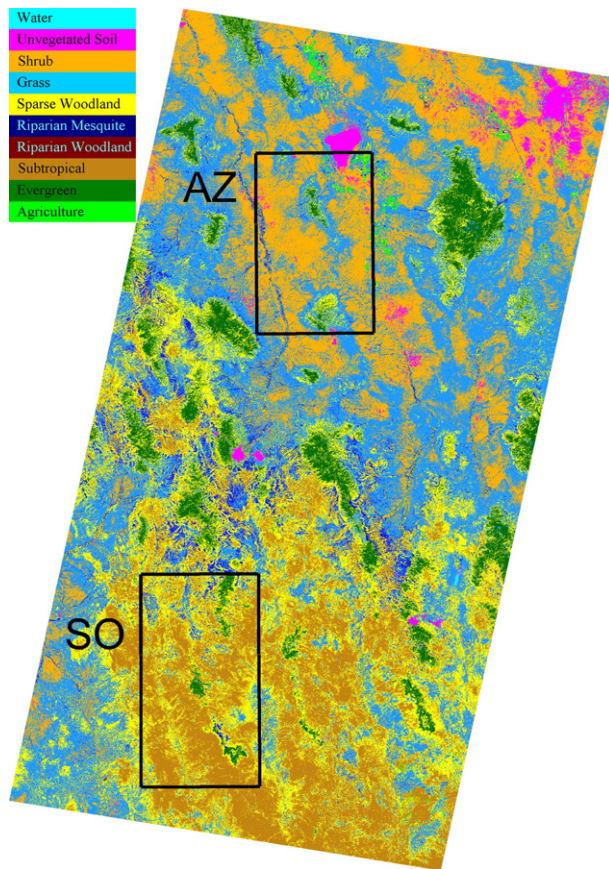 Water
Unvegetated Soil
Shrub
Grass
Sparse Woodland
Riparian Mesquite
Riparian Woodland
Subtropical
Evergreen
Agriculture
AZ
SO